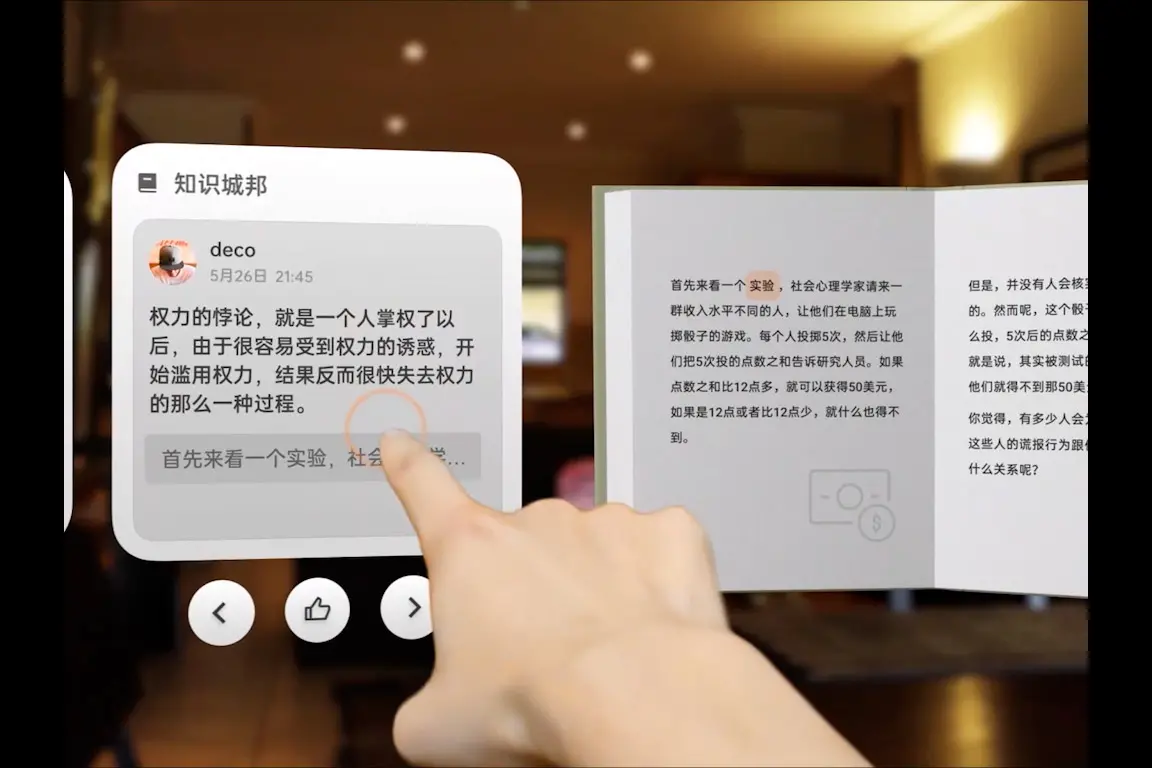 知识城邦
deco
5月26日 21:45
权力的悖论，就是一个人掌权了以
后，由于很容易受到权力的诱惑，开
始滥用权力，结果反而很快失去权力
的那么一种过程。
首先来看一个实验，社会 学...
首先来看一个 实验 ，社会心理学家请来一
群收入水平不同的人，让他们在电脑上玩
掷骰子的游戏。每个人投掷5次，然后让他
们把5次投的点数之和告诉研究人员。如果
点数之和比12点多，就可以获得50美元，
如果是12点或者比12点少，就什么也得不
到。
但是，并没有人会核
的。然而呢，这个骰
么投，5次后的点数之
就是说，其实被测试的
他们就得不到那50美
你觉得，有多少人会
这些人的谎报行为跟
什么关系呢？